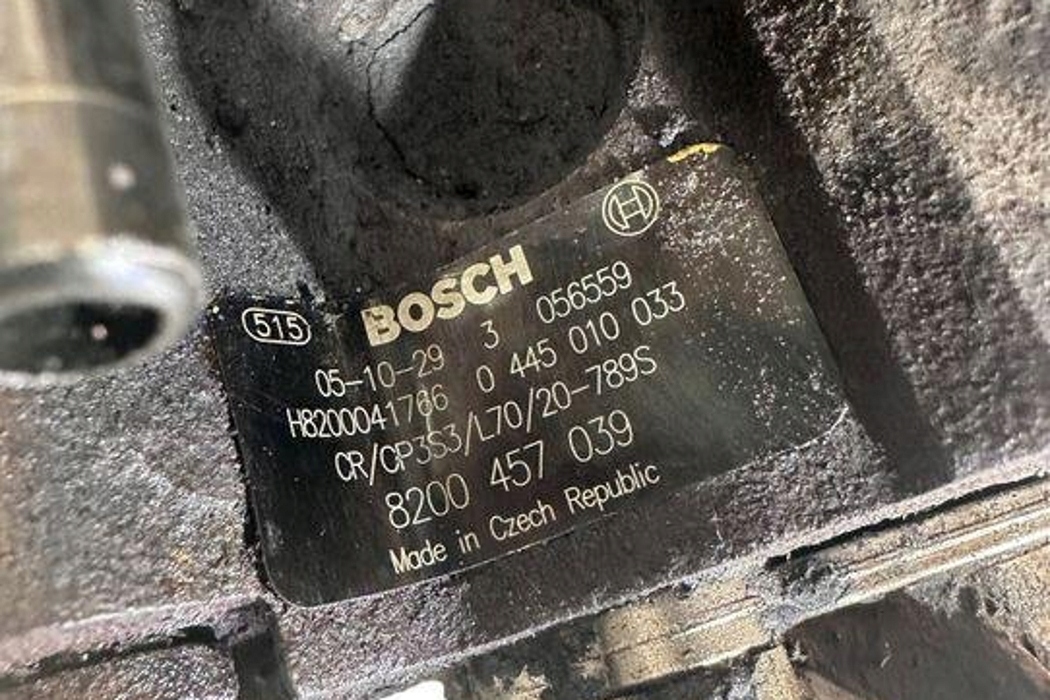 BOSCH
515
05-10-29 3 056559
H8200041766 0 445 010 033
CR/CP3S3/L70/20-789S
8200 457 039
Made in Czech Republic